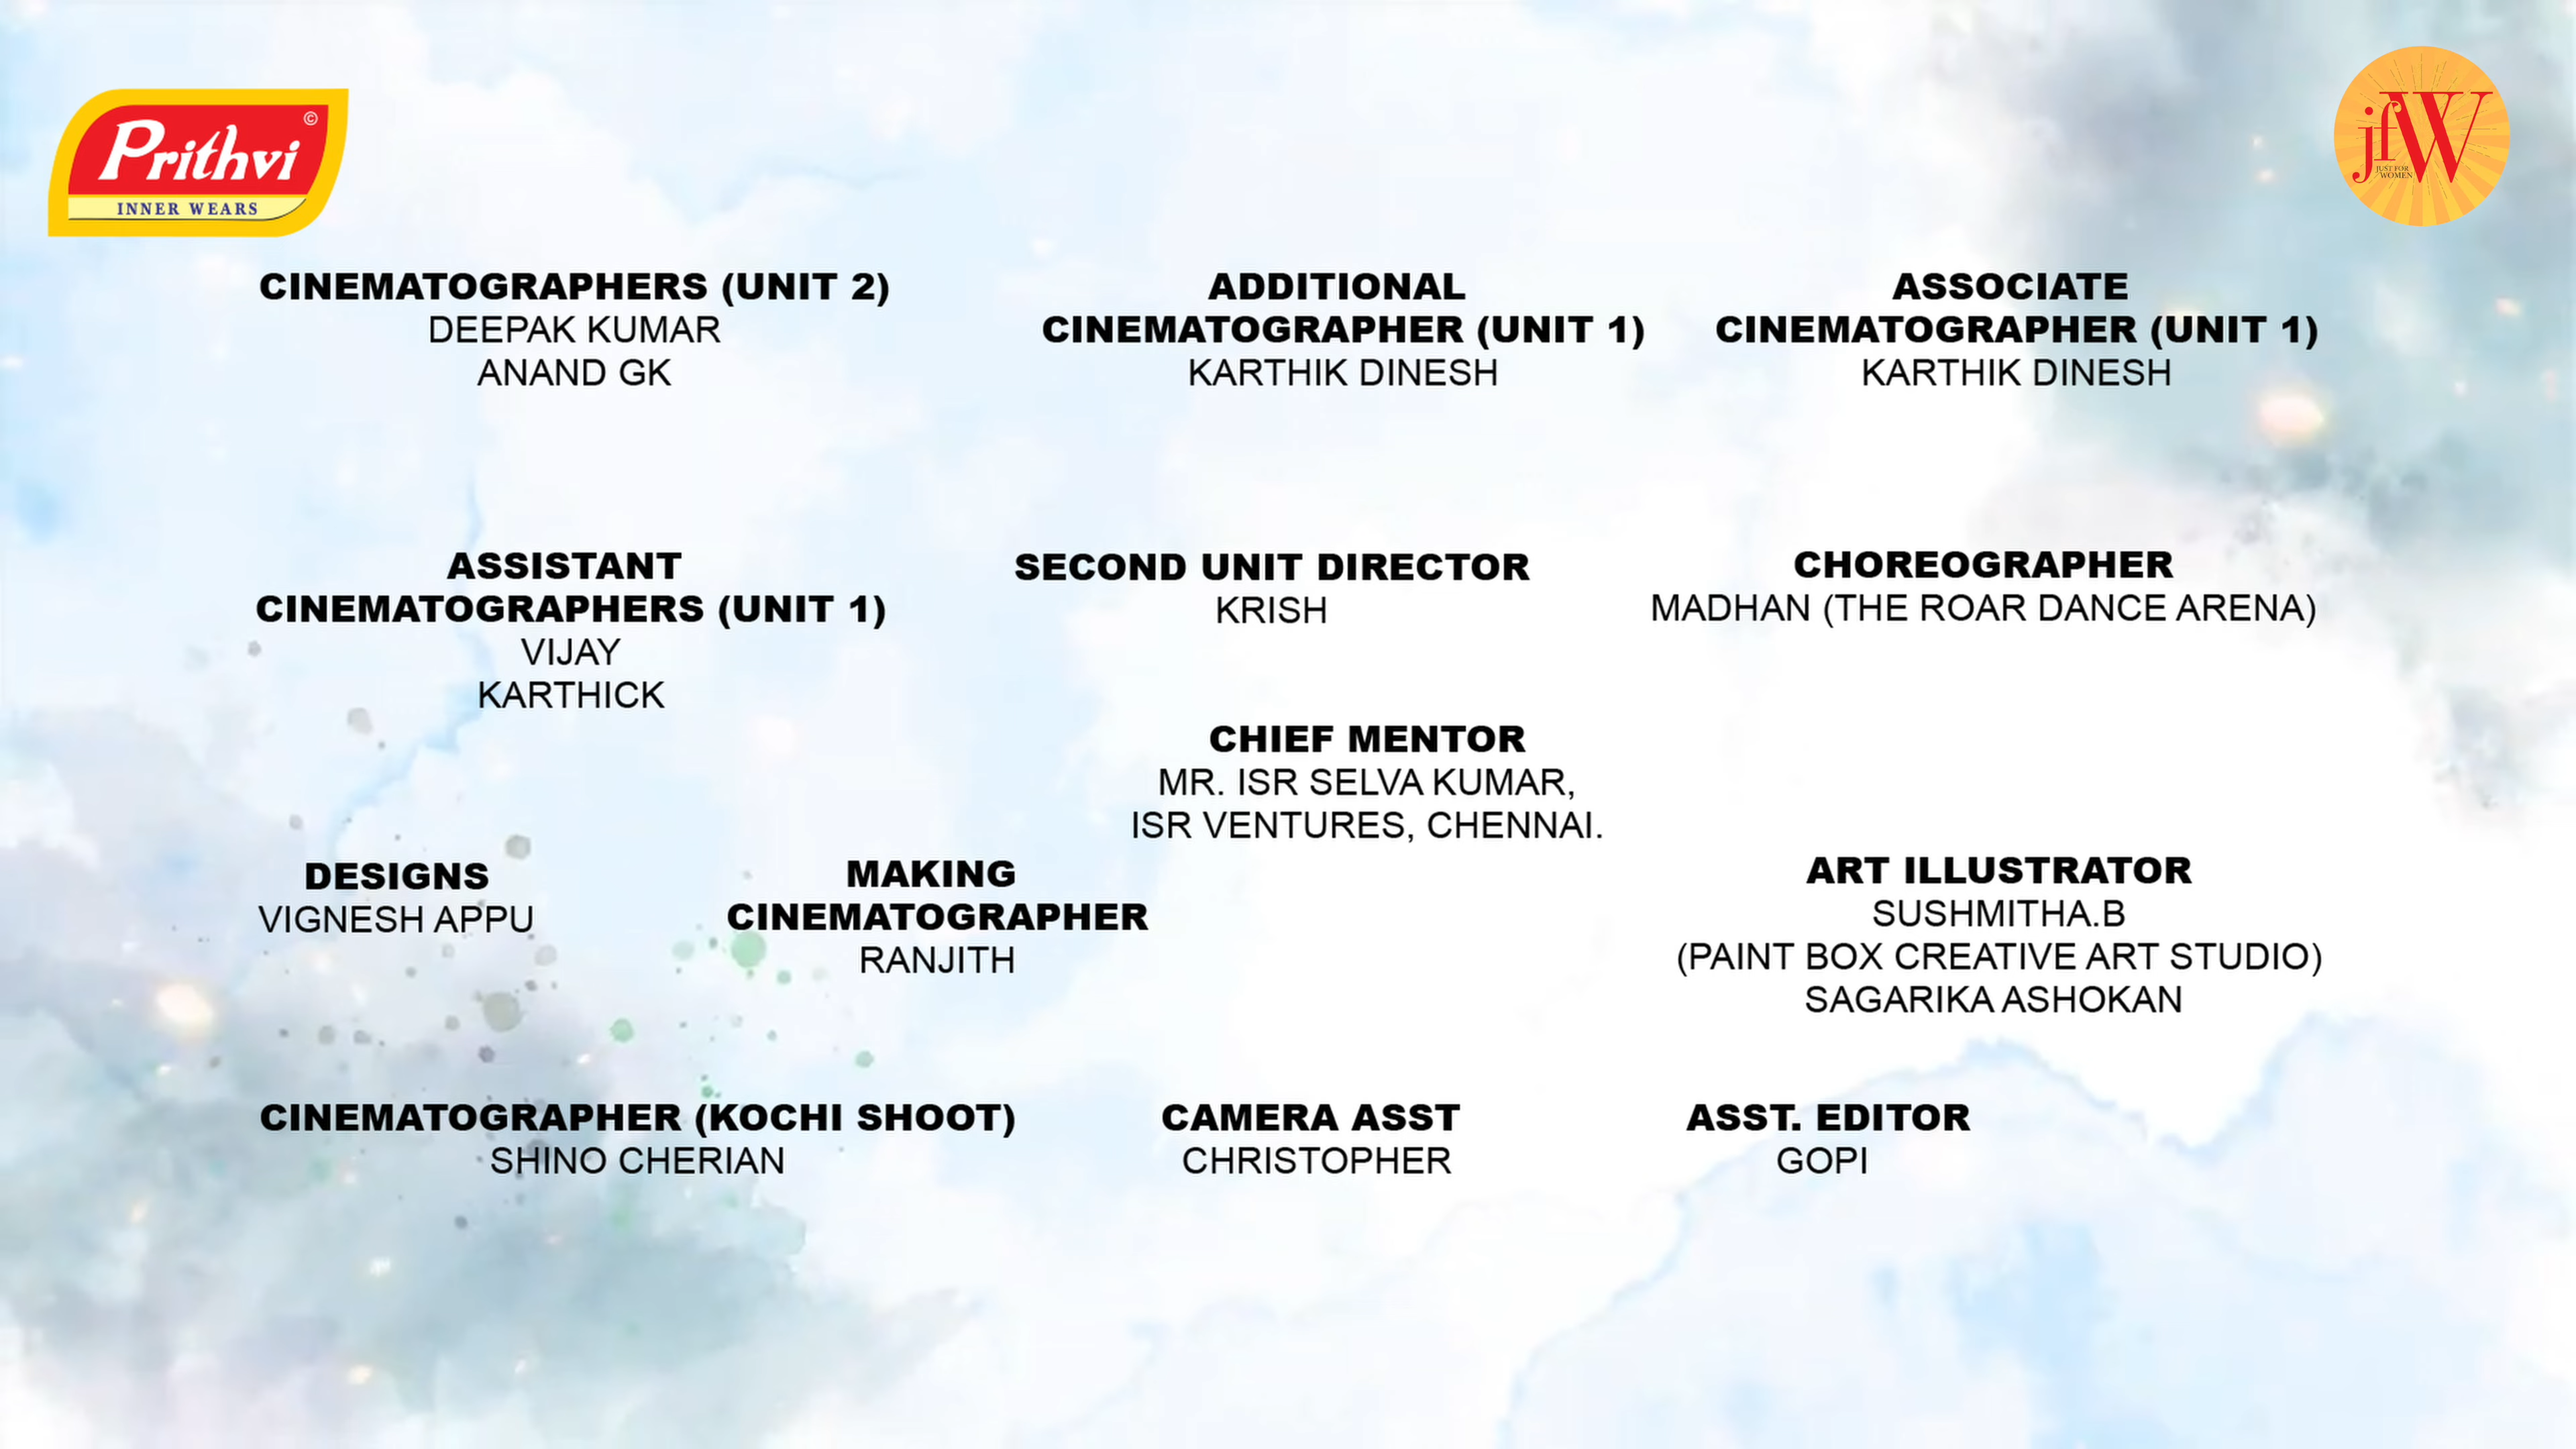 Prithvi ©
INNER WEARS
jfW
JUST FOR
WOMEN
CINEMATOGRAPHERS (UNIT 2)
DEEPAK KUMAR
ANAND GK
ADDITIONAL
CINEMATOGRAPHER (UNIT 1)
KARTHIK DINESH
ASSOCIATE
CINEMATOGRAPHER (UNIT 1)
KARTHIK DINESH
ASSISTANT
CINEMATOGRAPHERS (UNIT 1)
VIJAY
KARTHICK
SECOND UNIT DIRECTOR
KRISH
CHOREOGRAPHER
MADHAN (THE ROAR DANCE ARENA)
CHIEF MENTOR
MR. ISR SELVA KUMAR,
ISR VENTURES, CHENNAI.
DESIGNS
VIGNESH APPU
MAKING
CINEMATOGRAPHER
RANJITH
ART ILLUSTRATOR
SUSHMITHA.B
(PAINT BOX CREATIVE ART STUDIO)
SAGARIKA ASHOKAN
CINEMATOGRAPHER (KOCHI SHOOT)
SHINO CHERIAN
CAMERA ASST
CHRISTOPHER
ASST. EDITOR
GOPI